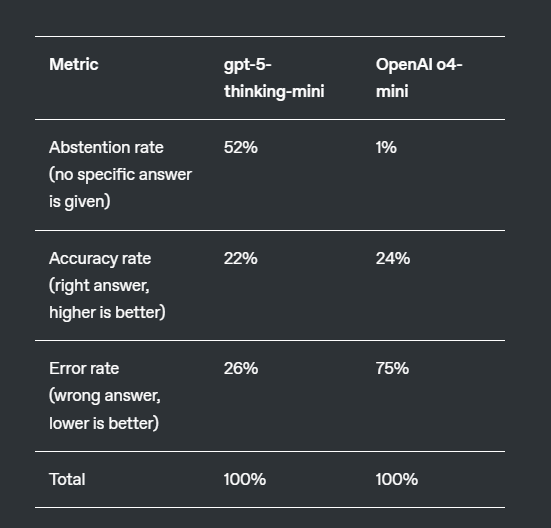 Metric
gpt-5-
thinking-mini
OpenAI o4-
mini
Abstention rate
(no specific answer
is given)
52%
1%
Accuracy rate
(right answer,
higher is better)
22%
24%
Error rate
(wrong answer,
lower is better)
26%
75%
Total
100%
100%